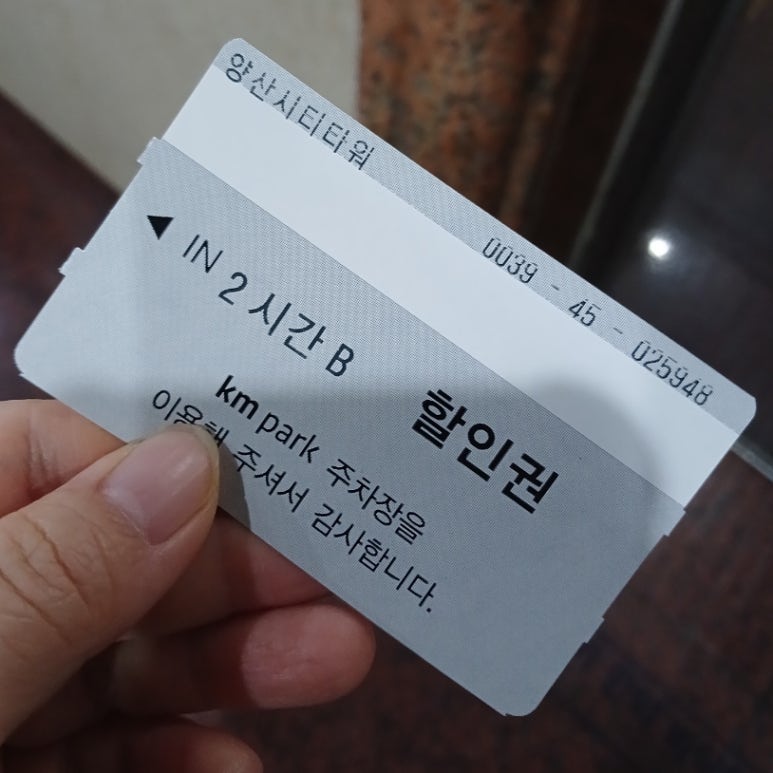 양산시티타워
0039 - 45 - 025948
◀ IN 2 시간 B
할인권
km park 주차장을
이용해 주셔서 감사합니다.